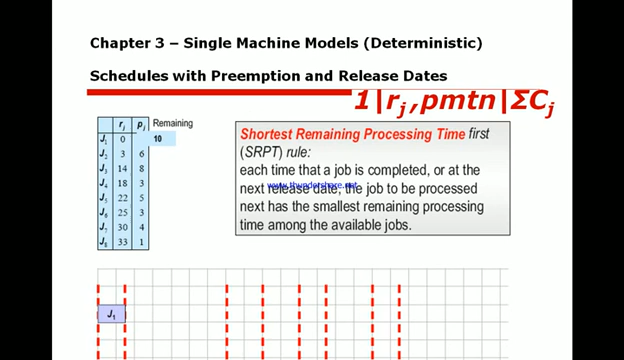 Chapter 3 – Single Machine Models (Deterministic)
Schedules with Preemption and Release Dates
1|rj,pmtn|ΣCj
rj pj Remaining
J1 0 10
J2 3 6
J3 14 8
J4 18 3
J5 22 5
J6 25 3
J7 30 4
J8 33 1
Shortest Remaining Processing Time first
(SRPT) rule:
each time that a job is completed, or at the
next release date, the job to be processed
next has the smallest remaining processing
time among the available jobs.
www.thundershare.net
J1